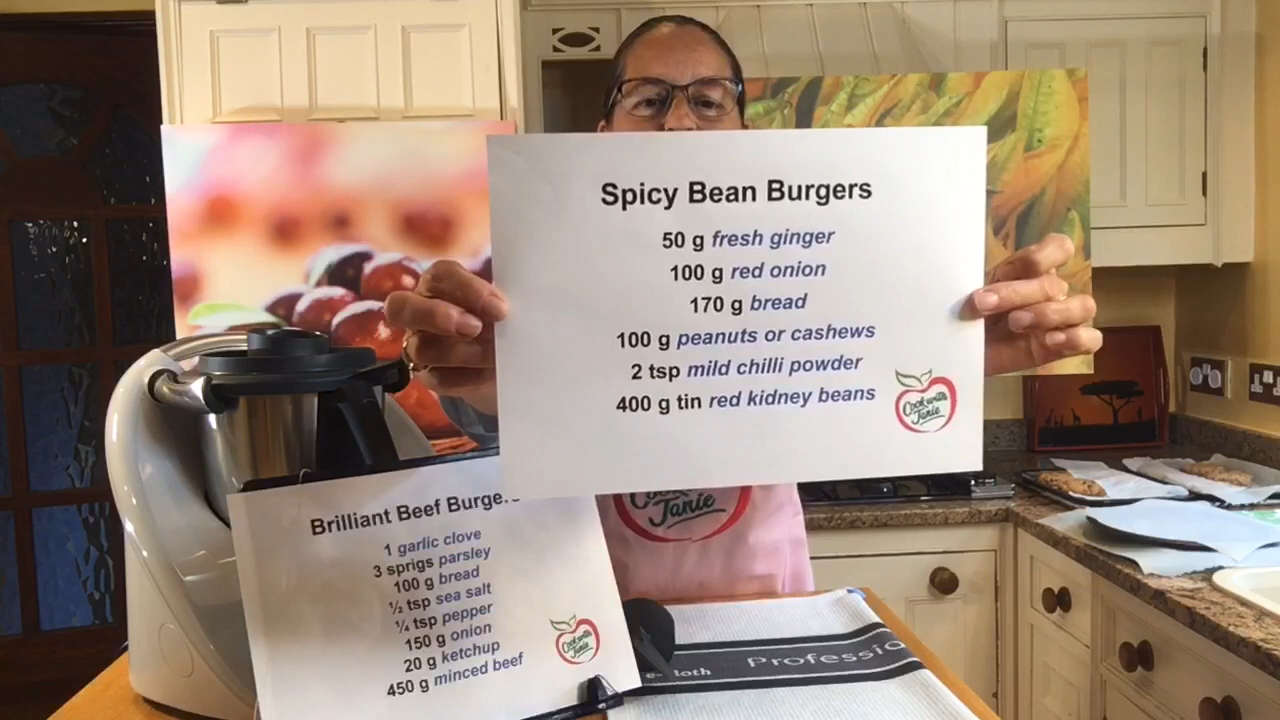 Spicy Bean Burgers
50 g fresh ginger
100 g red onion
170 g bread
100 g peanuts or cashews
2 tsp mild chilli powder
400 g tin red kidney beans
Cook with
Janie
Brilliant Beef Burgers
1 garlic clove
3 sprigs parsley
100 g bread
½ tsp sea salt
¼ tsp pepper
150 g onion
20 g ketchup
450 g minced beef
Cook with
Janie
Cook with
Janie
e- loth Professio